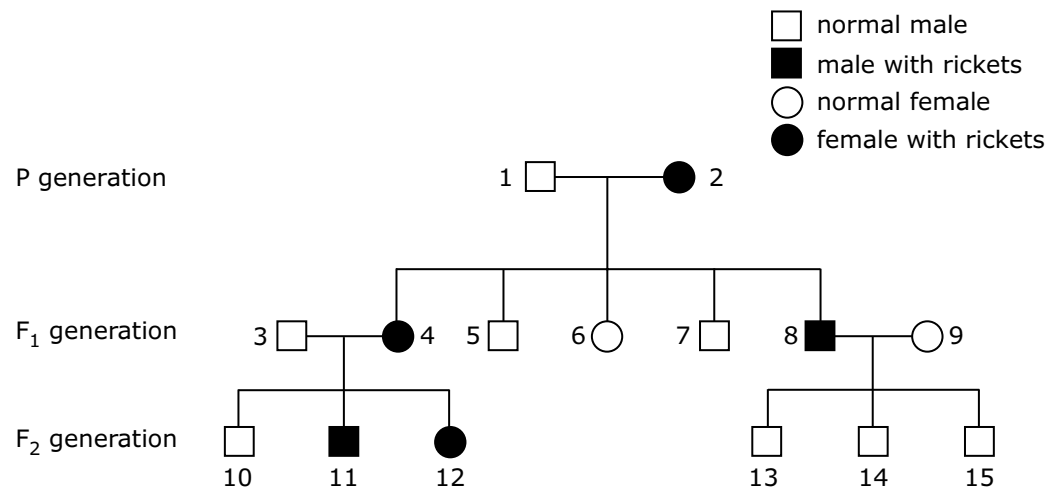 normal male
male with rickets
normal female
female with rickets
P generation
1
2
F₁ generation
3
4
5
6
7
8
9
F₂ generation
10
11
12
13
14
15